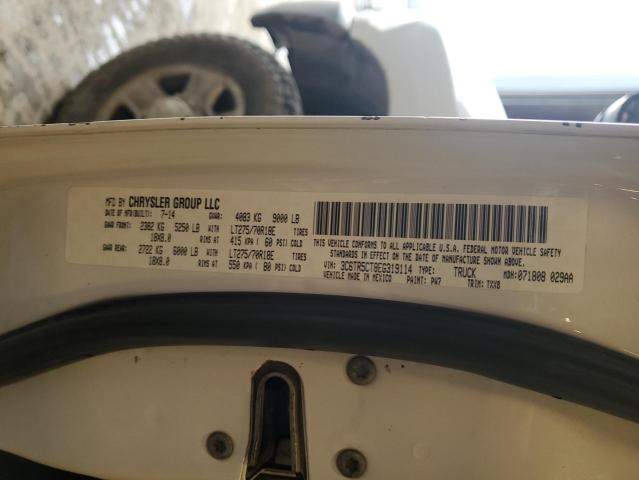 MFD BY CHRYSLER GROUP LLC
DATE OF MFR(BUILT): 7-14 GVWR: 4083 KG 9000 LB
GAWR FRONT: 2382 KG 5250 LB WITH LT275/70R18E TIRES
18X8.0 RIMS AT 415 KPA( 60 PSI) COLD
GAWR REAR: 2722 KG 6000 LB WITH LT275/70R18E TIRES
18X8.0 RIMS AT 550 KPA( 80 PSI) COLD
THIS VEHICLE CONFORMS TO ALL APPLICABLE U.S.A. FEDERAL MOTOR VEHICLE SAFETY
STANDARDS IN EFFECT ON THE DATE OF MANUFACTURE SHOWN ABOVE.
VIN: 3C6TR5CT8EG319114 TYPE: TRUCK MDH: 071808 029AA
VEHICLE MADE IN MEXICO PAINT: PW7 TRIM: TXX8